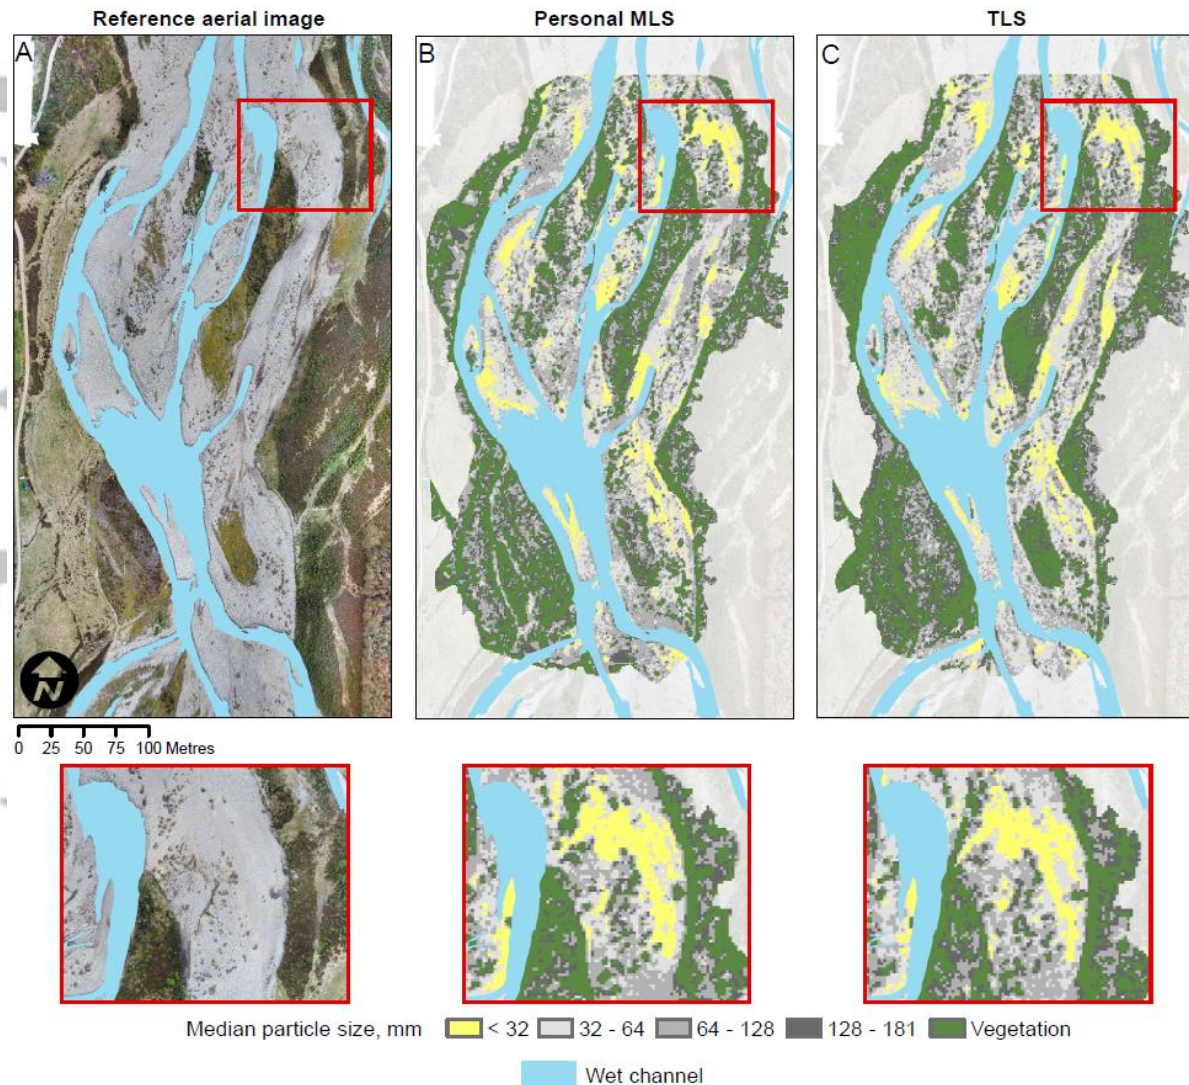 Reference aerial image Personal MLS TLS
A B C
N
0 25 50 75 100 Metres
Median particle size, mm < 32 32 - 64 64 - 128 128 - 181 Vegetation
Wet channel